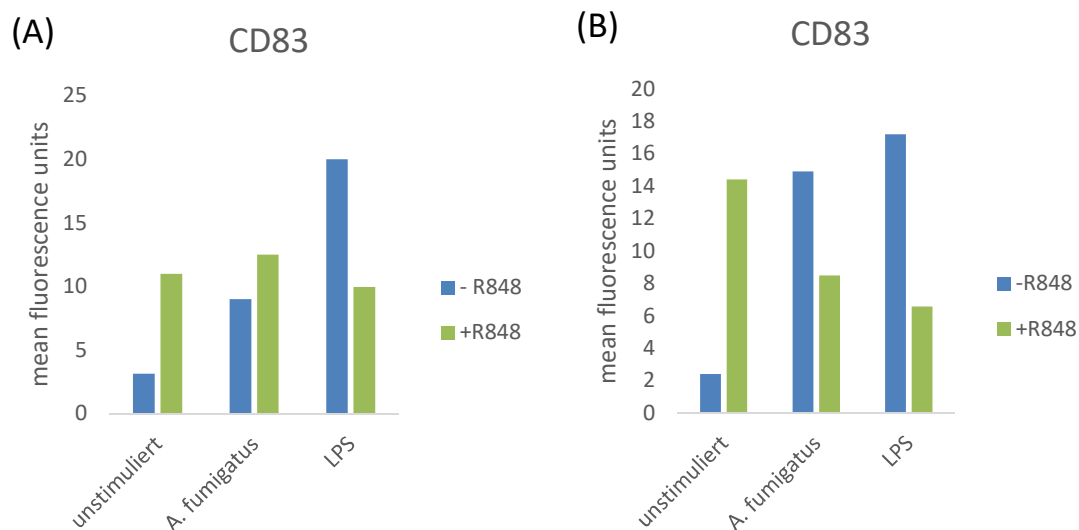 (A)
CD83
mean fluorescence units
25
20
15
10
5
0
unstimuliert
A. fumigatus
LPS
- R848
+R848
(B)
CD83
mean fluorescence units
20
18
16
14
12
10
8
6
4
2
0
unstimuliert
A. fumigatus
LPS
-R848
+R848